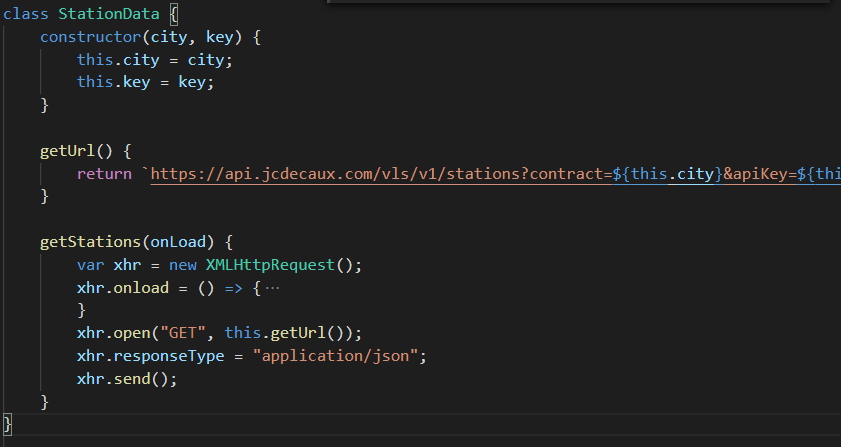 class StationData {
    constructor(city, key) {
        this.city = city;
        this.key = key;
    }

    getUrl() {
        return `https://api.jcdecaux.com/vls/v1/stations?contract=${this.city}&apiKey=${thi
    }

    getStations(onLoad) {
        var xhr = new XMLHttpRequest();
        xhr.onload = () => {···
        }
        xhr.open("GET", this.getUrl());
        xhr.responseType = "application/json";
        xhr.send();
    }
}